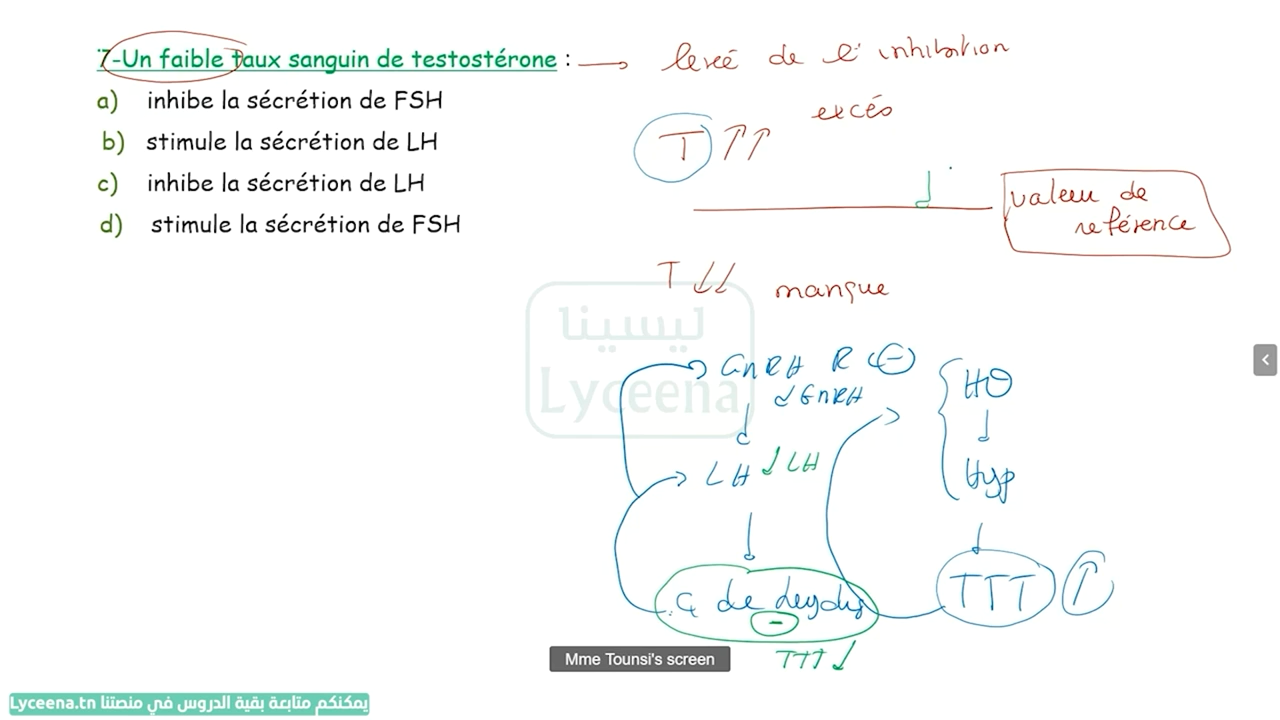 7-Un faible taux sanguin de testostérone : → levée de l'inhibition
a) inhibe la sécrétion de FSH
b) stimule la sécrétion de LH
c) inhibe la sécrétion de LH
d) stimule la sécrétion de FSH
excés
T ↑↑
valeur de
reférence
T ↓↓ manque
ليسينا
Lyceena
GnRH R (-)
↓GnRH
LH ↓LH
C de Leydig
-
TTT ↓
HO
Hyp
TTT ↑
Mme Tounsi's screen
يمكنكم متابعة بقية الدروس في منصتنا Lyceena.tn